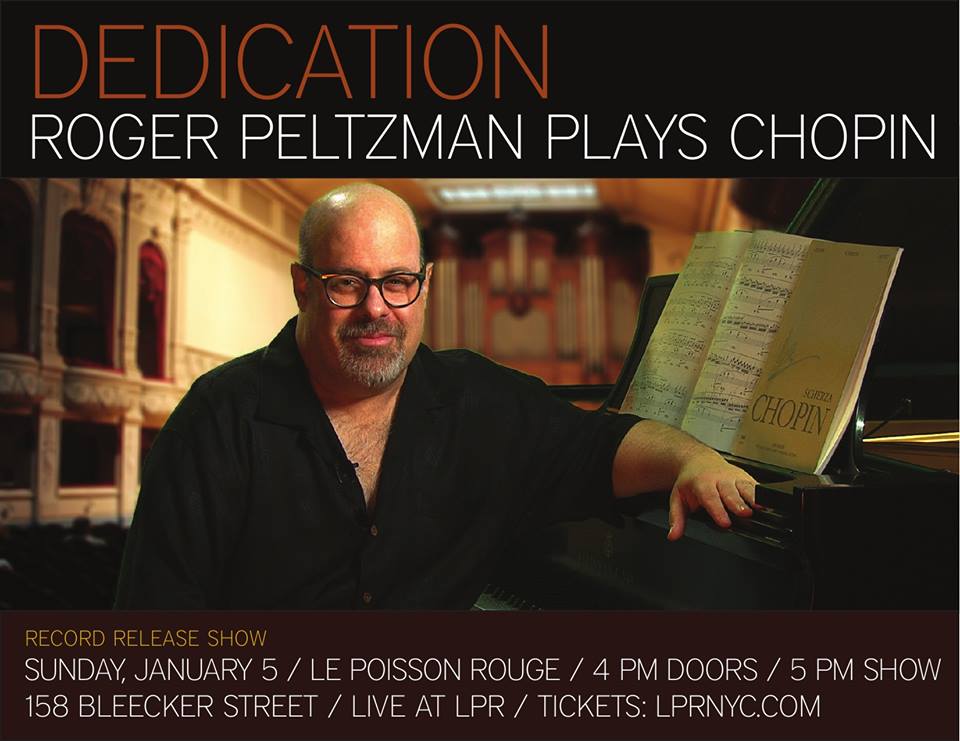 DEDICATION
ROGER PELTZMAN PLAYS CHOPIN
SCHERZA
CHOPIN
RECORD RELEASE SHOW
SUNDAY, JANUARY 5 / LE POISSON ROUGE / 4 PM DOORS / 5 PM SHOW
158 BLEECKER STREET / LIVE AT LPR / TICKETS: LPRNYC.COM